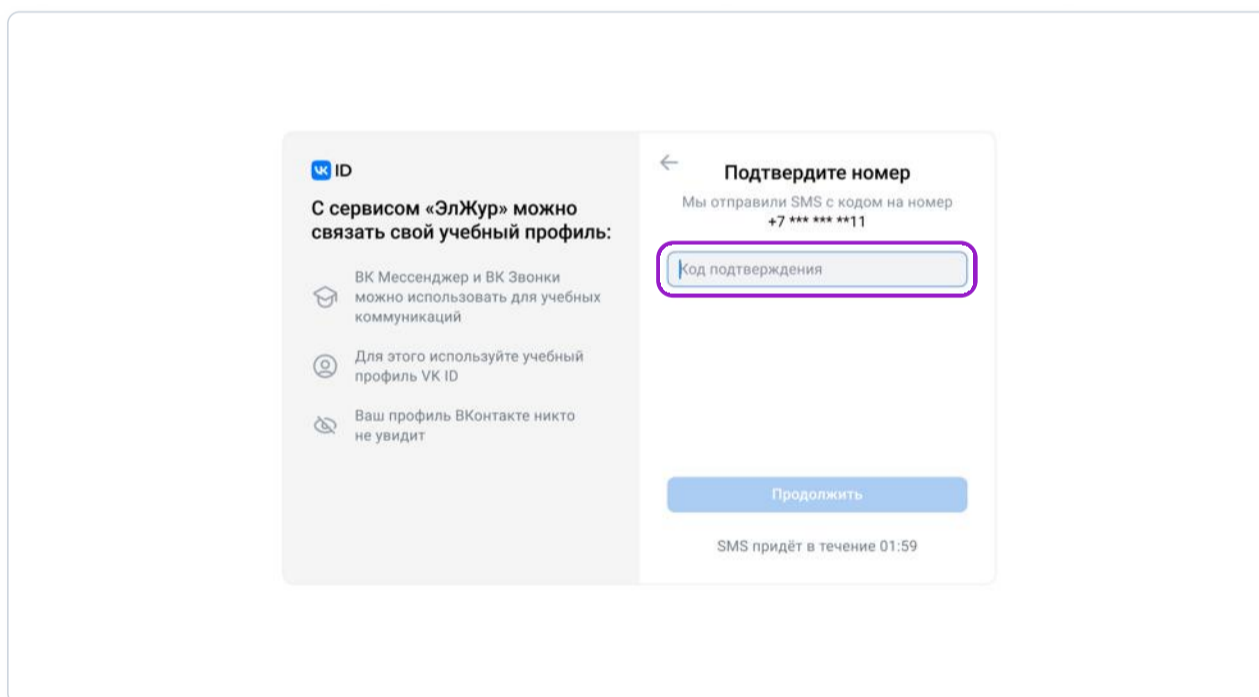 VK ID
С сервисом «ЭлЖур» можно
связать свой учебный профиль:
ВК Мессенджер и ВК Звонки
можно использовать для учебных
коммуникаций
Для этого используйте учебный
профиль VK ID
Ваш профиль ВКонтакте никто
не увидит
Подтвердите номер
Мы отправили SMS с кодом на номер
+7 *** *** **11
Код подтверждения
Продолжить
SMS придёт в течение 01:59